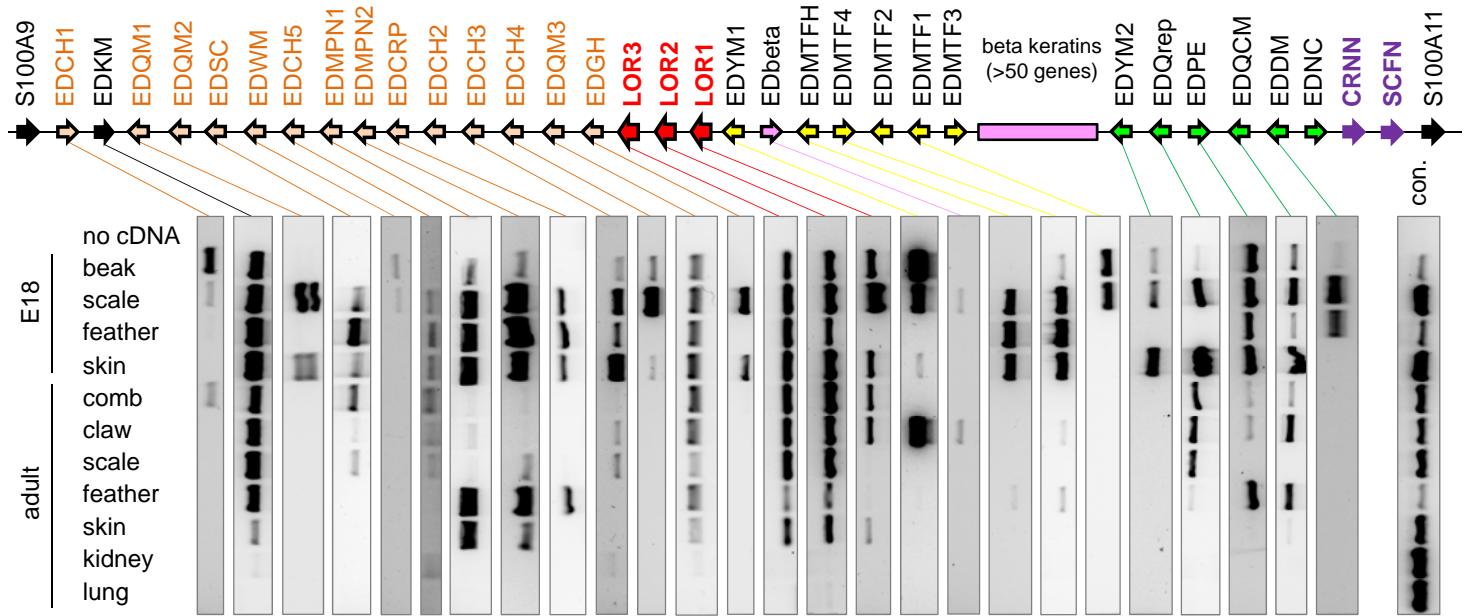 S100A9
EDCH1
EDKM
EDQM1
EDQM2
EDSC
EDWM
EDCH5
EDMPN1
EDMPN2
EDCRP
EDCH2
EDCH3
EDCH4
EDQM3
EDGH
LOR3
LOR2
LOR1
EDYM1
EDbeta
EDMTFH
EDMTF4
EDMTF2
EDMTF1
EDMTF3
beta keratins
(>50 genes)
EDYM2
EDQrep
EDPE
EDQCM
EDDM
EDNC
CRNN
SCFN
S100A11
con.
no cDNA
E18
beak
scale
feather
skin
adult
comb
claw
scale
feather
skin
kidney
lung